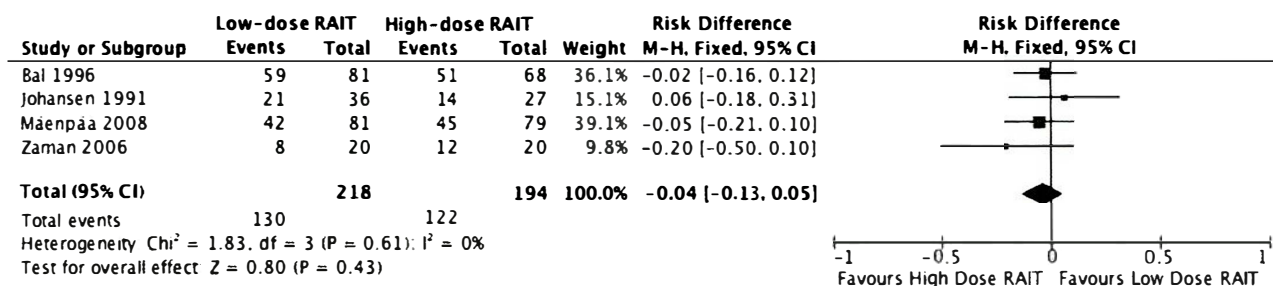 Low-dose RAIT High-dose RAIT Risk Difference Risk Difference
Study or Subgroup Events Total Events Total Weight M-H, Fixed, 95% CI M-H, Fixed, 95% CI
Bal 1996 59 81 51 68 36.1% -0.02 [-0.16, 0.12]
Johansen 1991 21 36 14 27 15.1% 0.06 [-0.18, 0.31]
Mäenpää 2008 42 81 45 79 39.1% -0.05 [-0.21, 0.10]
Zaman 2006 8 20 12 20 9.8% -0.20 [-0.50, 0.10]
Total (95% CI) 218 194 100.0% -0.04 [-0.13, 0.05]
Total events 130 122
Heterogeneity Chi² = 1.83, df = 3 (P = 0.61); I² = 0%
Test for overall effect Z = 0.80 (P = 0.43)
-1 -0.5 0 0.5 1
Favours High Dose RAIT Favours Low Dose RAIT